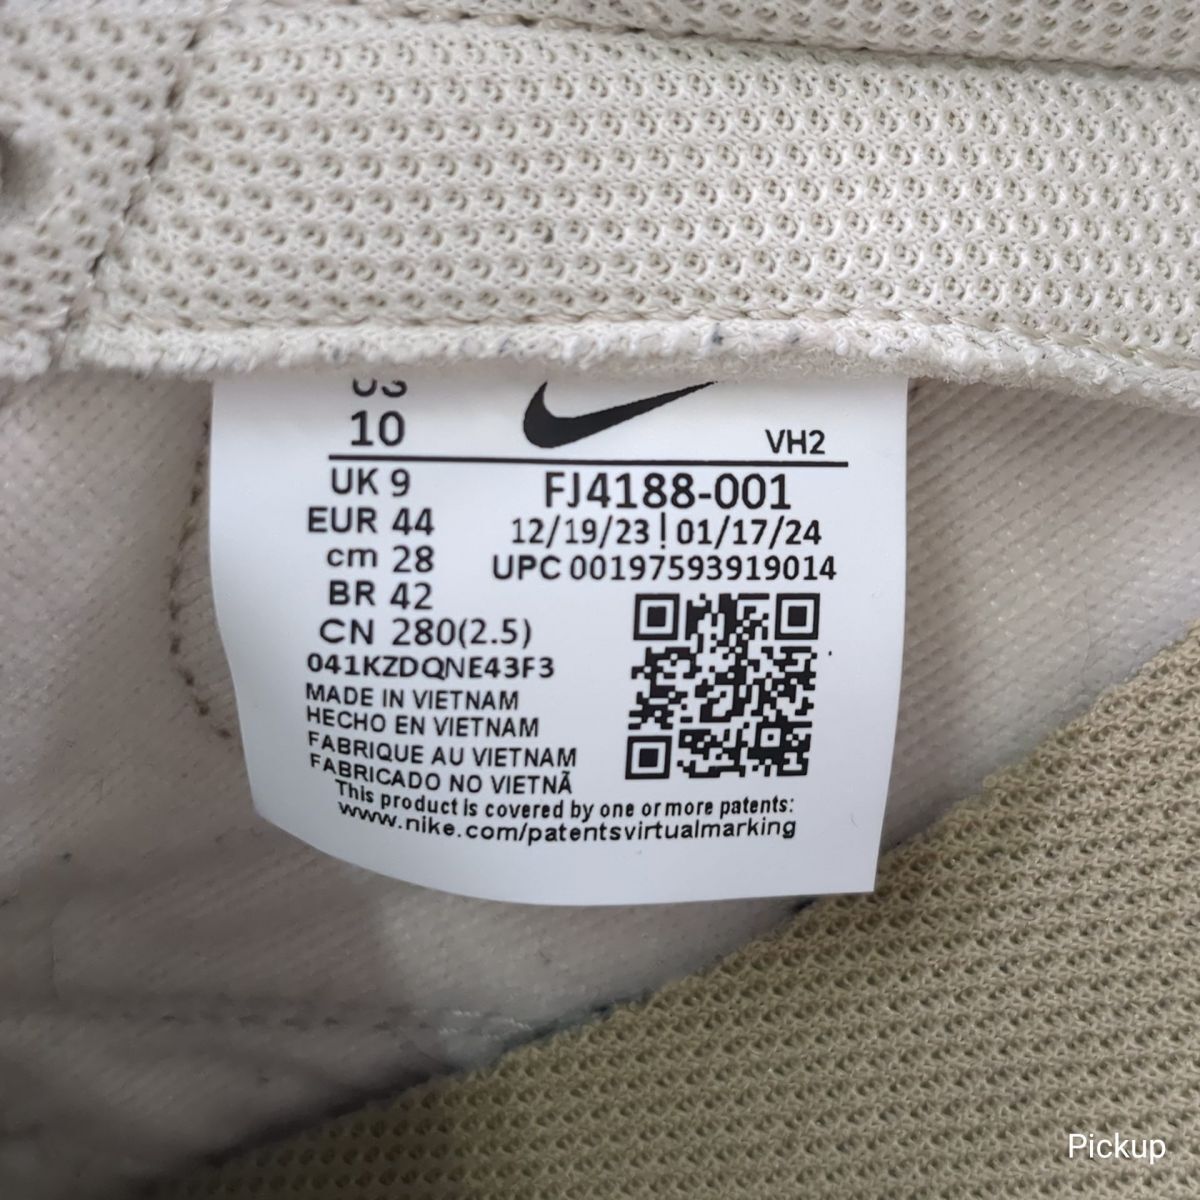 US
10
VH2
UK 9
EUR 44
cm 28
BR 42
CN 280(2.5)
041KZDQNE43F3
FJ4188-001
12/19/23|01/17/24
UPC 00197593919014
MADE IN VIETNAM
HECHO EN VIETNAM
FABRIQUE AU VIETNAM
FABRICADO NO VIETNÃ
This product is covered by one or more patents:
www.nike.com/patentsvirtualmarking
Pickup